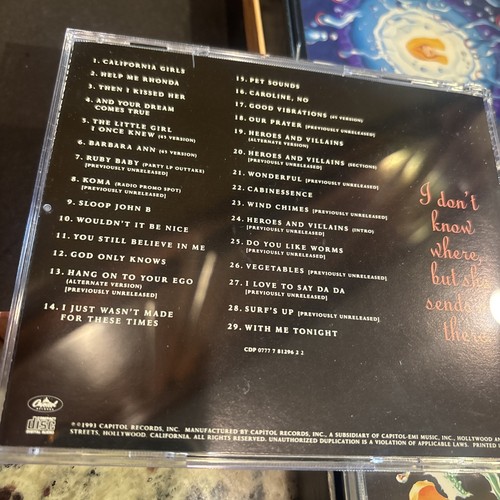 1. CALIFORNIA GIRLS
2. HELP ME RHONDA
3. THEN I KISSED HER
4. AND YOUR DREAM
COMES TRUE
5. THE LITTLE GIRL
I ONCE KNEW (45 VERSION)
6. BARBARA ANN (45 VERSION)
7. RUBY BABY (PARTY LP OUTTAKE)
[PREVIOUSLY UNRELEASED]
8. KOMA (RADIO PROMO SPOT)
[PREVIOUSLY UNRELEASED]
9. SLOOP JOHN B
10. WOULDN'T IT BE NICE
11. YOU STILL BELIEVE IN ME
12. GOD ONLY KNOWS
13. HANG ON TO YOUR EGO
(ALTERNATE VERSION)
[PREVIOUSLY UNRELEASED]
14. I JUST WASN'T MADE
FOR THESE TIMES
15. PET SOUNDS
16. CAROLINE, NO
17. GOOD VIBRATIONS (45 VERSION)
18. OUR PRAYER [PREVIOUSLY UNRELEASED]
19. HEROES AND VILLAINS
(ALTERNATE VERSION)
20. HEROES AND VILLAINS (SECTIONS)
[PREVIOUSLY UNRELEASED]
21. WONDERFUL [PREVIOUSLY UNRELEASED]
22. CABINESSENCE
23. WIND CHIMES [PREVIOUSLY UNRELEASED]
24. HEROES AND VILLAINS (INTRO)
[PREVIOUSLY UNRELEASED]
25. DO YOU LIKE WORMS
[PREVIOUSLY UNRELEASED]
26. VEGETABLES [PREVIOUSLY UNRELEASED]
27. I LOVE TO SAY DA DA
[PREVIOUSLY UNRELEASED]
28. SURF'S UP [PREVIOUSLY UNRELEASED]
29. WITH ME TONIGHT
CDP 0777 7 81296 2 2
I don't
know
where,
but she
sends
there
Capitol
RECORDS
COMPACT
disc
DIGITAL AUDIO
℗©1993 CAPITOL RECORDS, INC. MANUFACTURED BY CAPITOL RECORDS, INC., A SUBSIDIARY OF CAPITOL-EMI MUSIC, INC., HOLLYWOOD AN
STREETS, HOLLYWOOD, CALIFORNIA. ALL RIGHTS RESERVED. UNAUTHORIZED DUPLICATION IS A VIOLATION OF APPLICABLE LAWS. PRINTED I